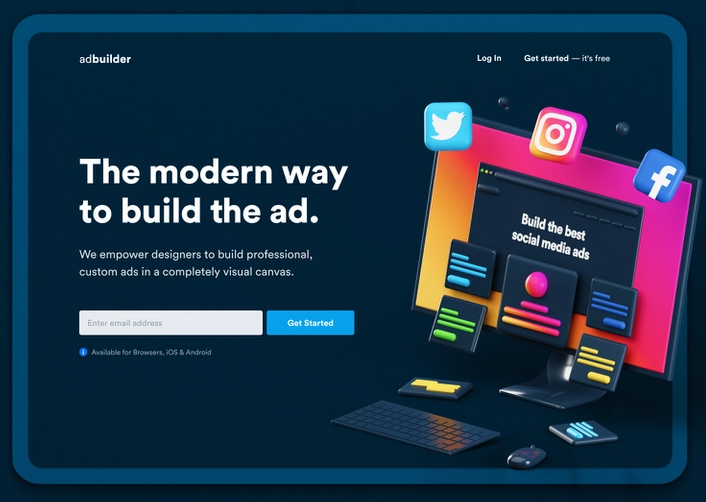 adbuilder
Log In
Get started — it's free
The modern way
to build the ad.
We empower designers to build professional,
custom ads in a completely visual canvas.
Enter email address
Get Started
Available for Browsers, iOS & Android
Build the best
social media ads